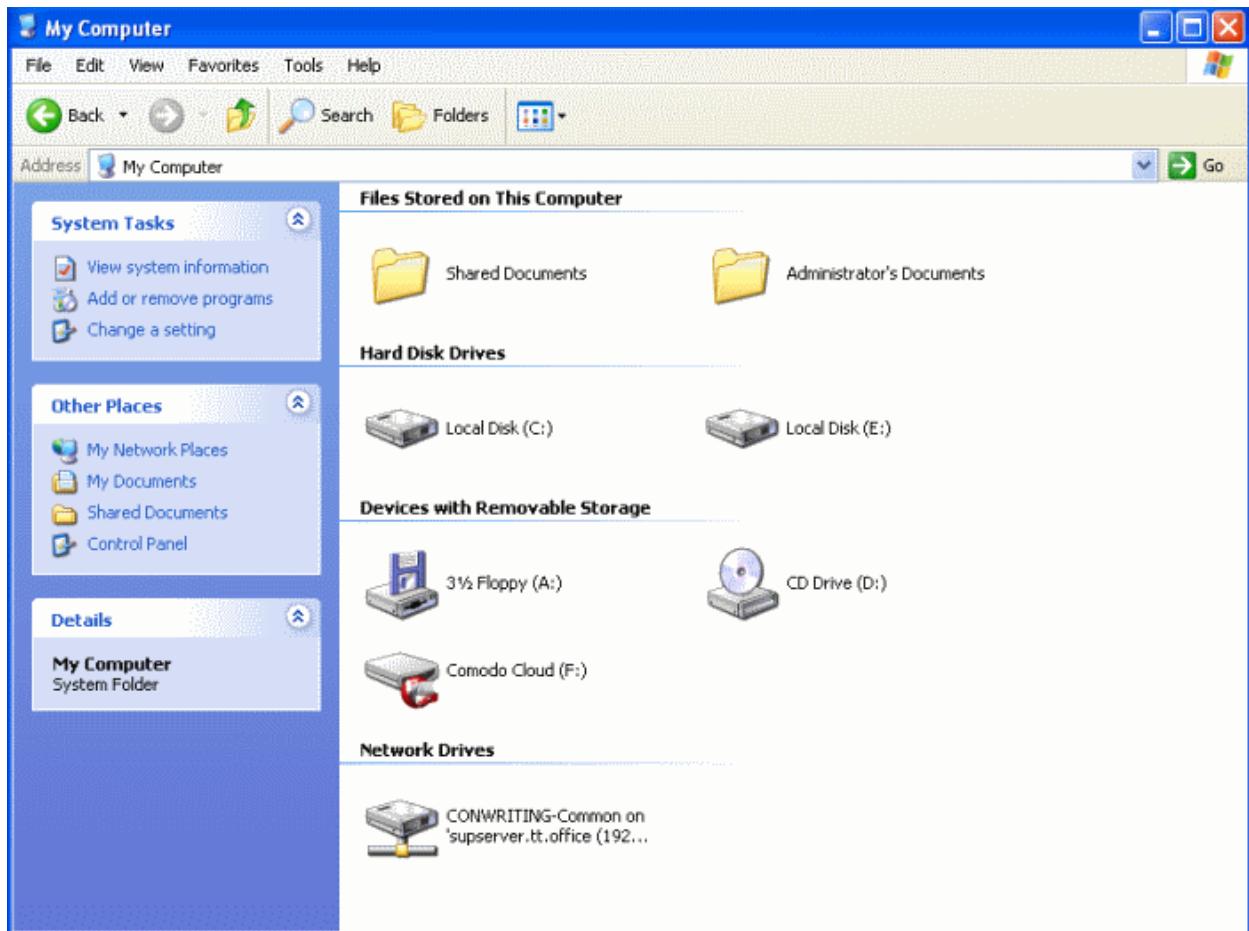 My Computer
File Edit View Favorites Tools Help
Back Search Folders
Address My Computer Go
System Tasks
View system information
Add or remove programs
Change a setting
Other Places
My Network Places
My Documents
Shared Documents
Control Panel
Details
My Computer
System Folder
Files Stored on This Computer
Shared Documents
Administrator's Documents
Hard Disk Drives
Local Disk (C:)
Local Disk (E:)
Devices with Removable Storage
3½ Floppy (A:)
CD Drive (D:)
Comodo Cloud (F:)
Network Drives
CONWRITING-Common on
'supserver.tt.office (192...